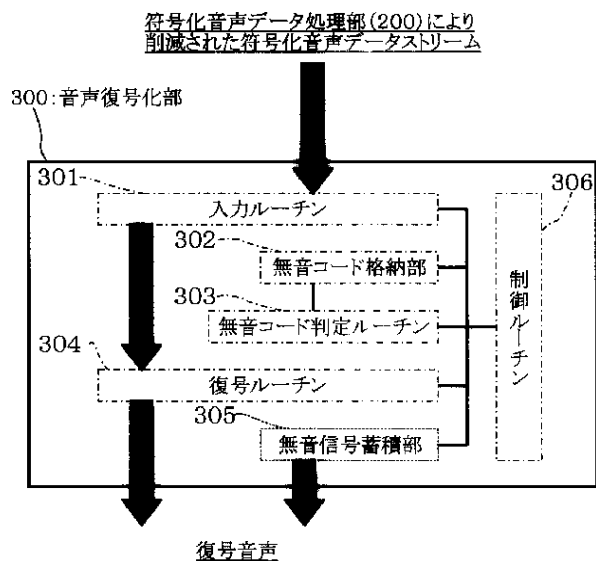 符号化音声データ処理部(200)により
削減された符号化音声データストリーム
300:音声復号化部
301
入力ルーチン
306
302
無音コード格納部
303
無音コード判定ルーチン
制御ルーチン
304
復号ルーチン
305
無音信号蓄積部
復号音声